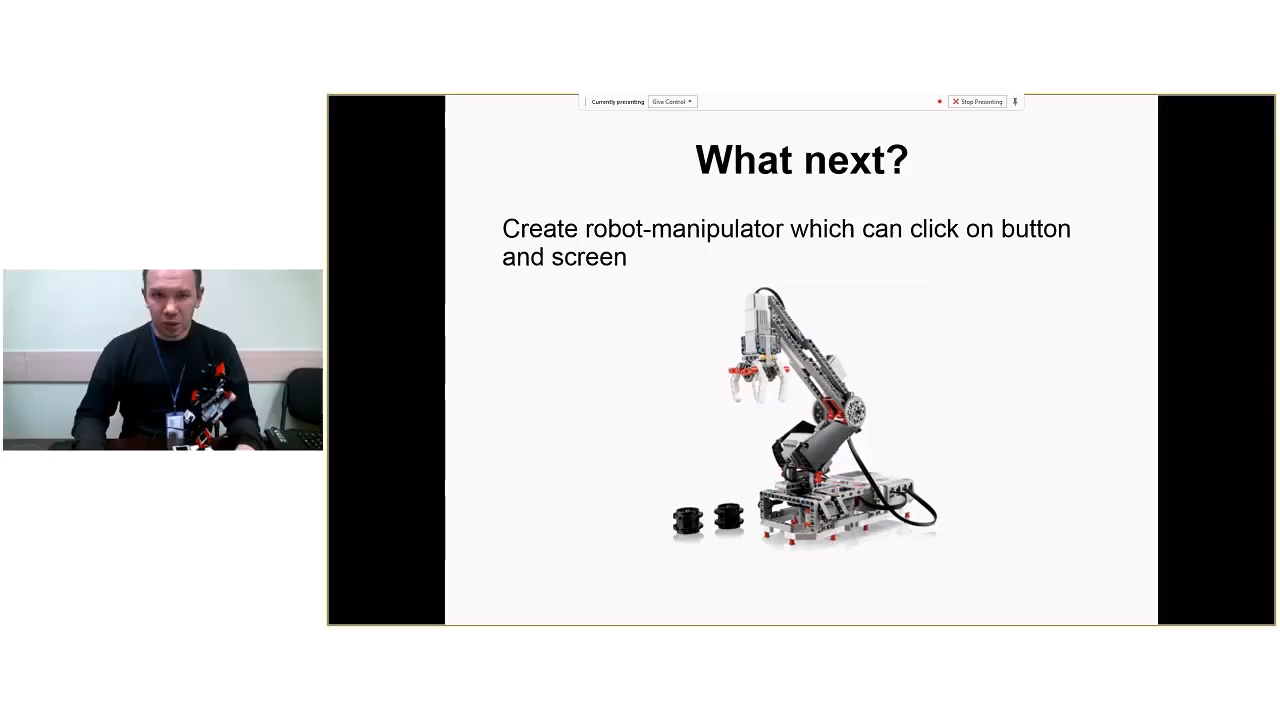 Currently presenting Give Control Stop Presenting
What next?
Create robot-manipulator which can click on button
and screen